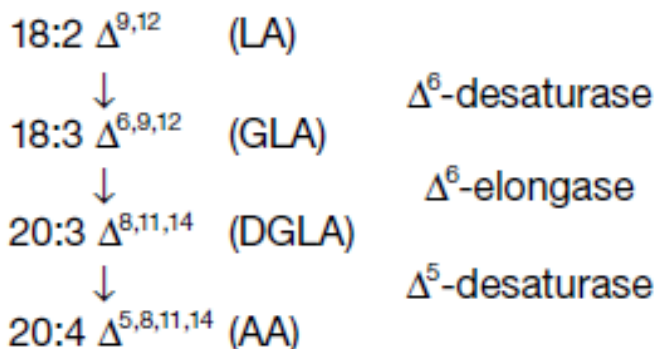 18:2 Δ9,12 (LA)
↓ Δ6-desaturase
18:3 Δ6,9,12 (GLA)
↓ Δ6-elongase
20:3 Δ8,11,14 (DGLA)
↓ Δ5-desaturase
20:4 Δ5,8,11,14 (AA)